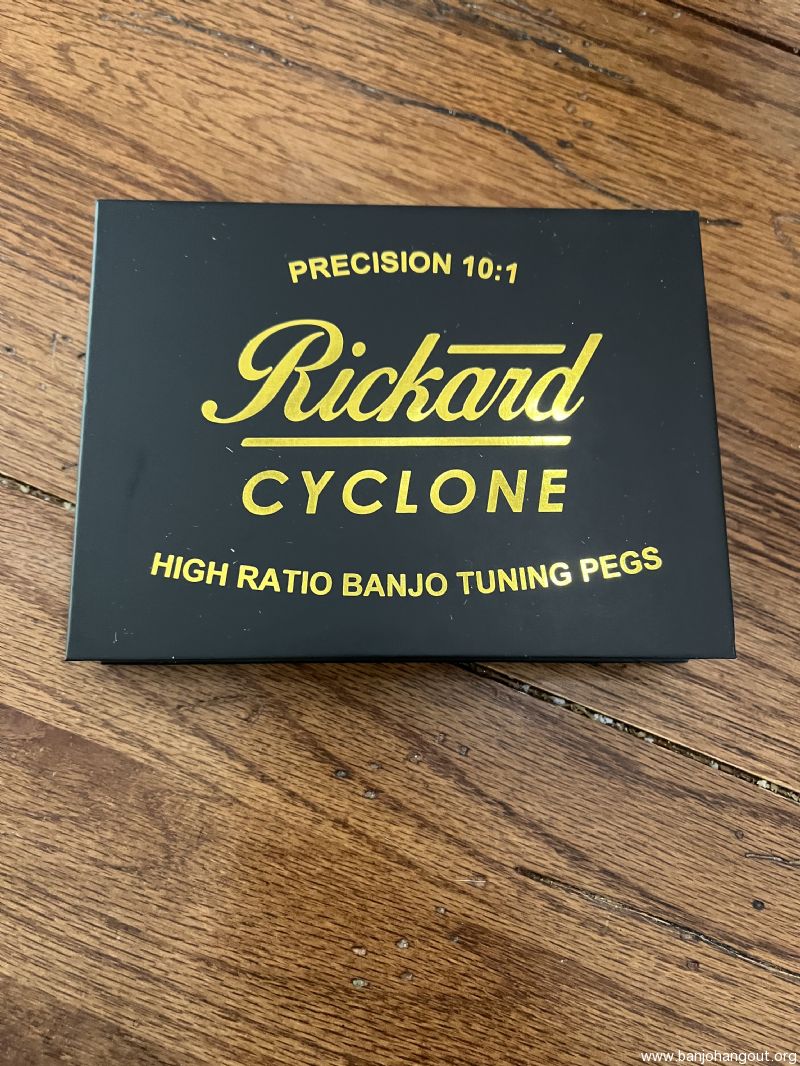 PRECISION 10:1
Rickard
CYCLONE
HIGH RATIO BANJO TUNING PEGS
www.banjohangout.org